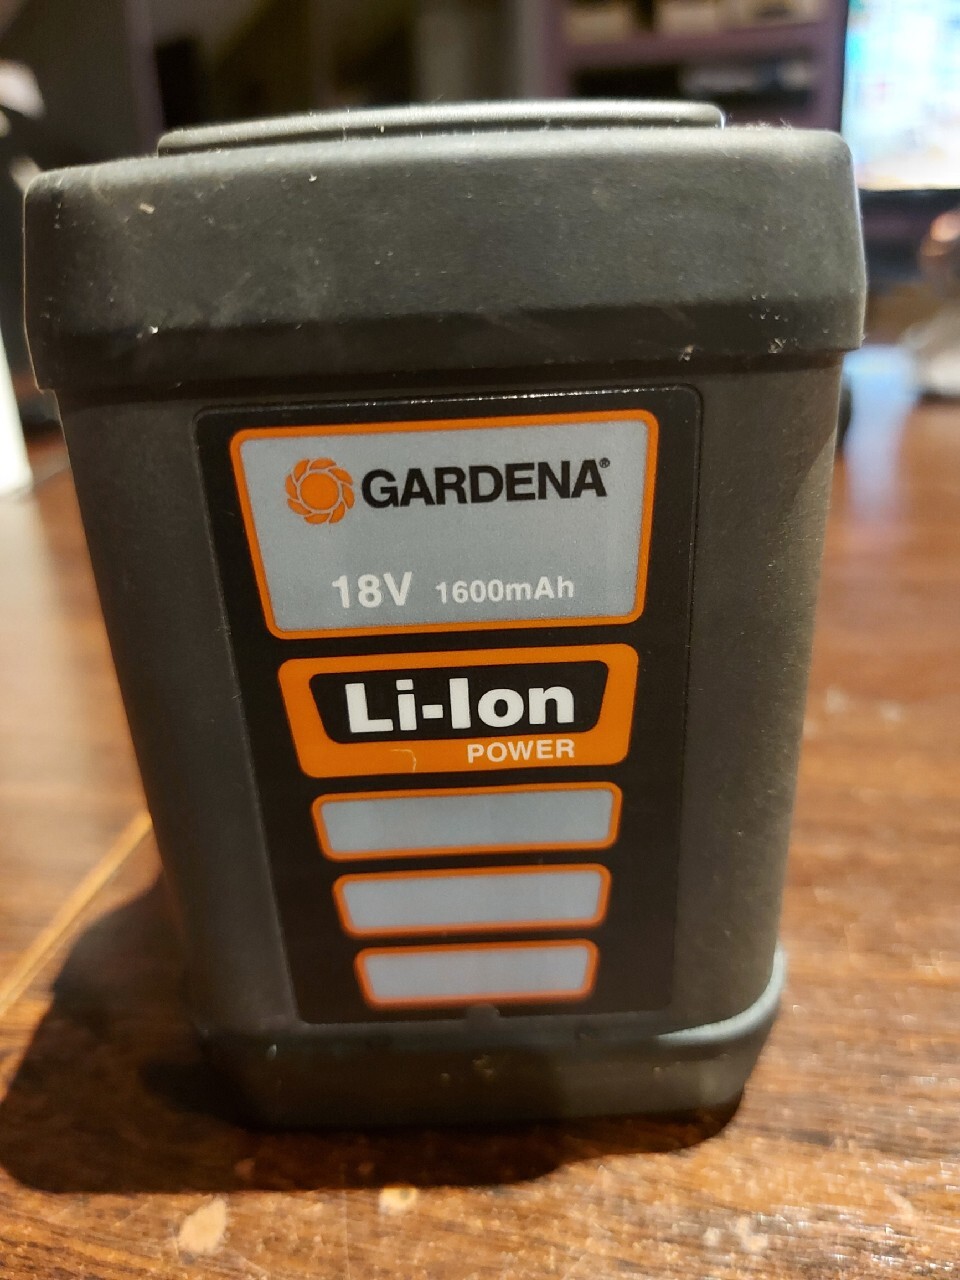 GARDENA®
18V 1600mAh
Li-Ion
POWER